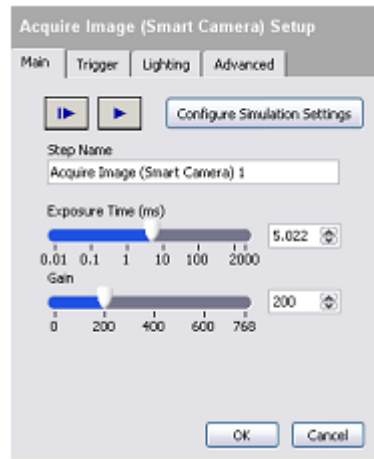 Acquire Image (Smart Camera) Setup
Main Trigger Lighting Advanced
Configure Simulation Settings
Step Name
Acquire Image (Smart Camera) 1
Exposure Time (ms)
5.022
0.01 0.1 1 10 100 2000
Gain
200
0 200 400 600 768
OK Cancel